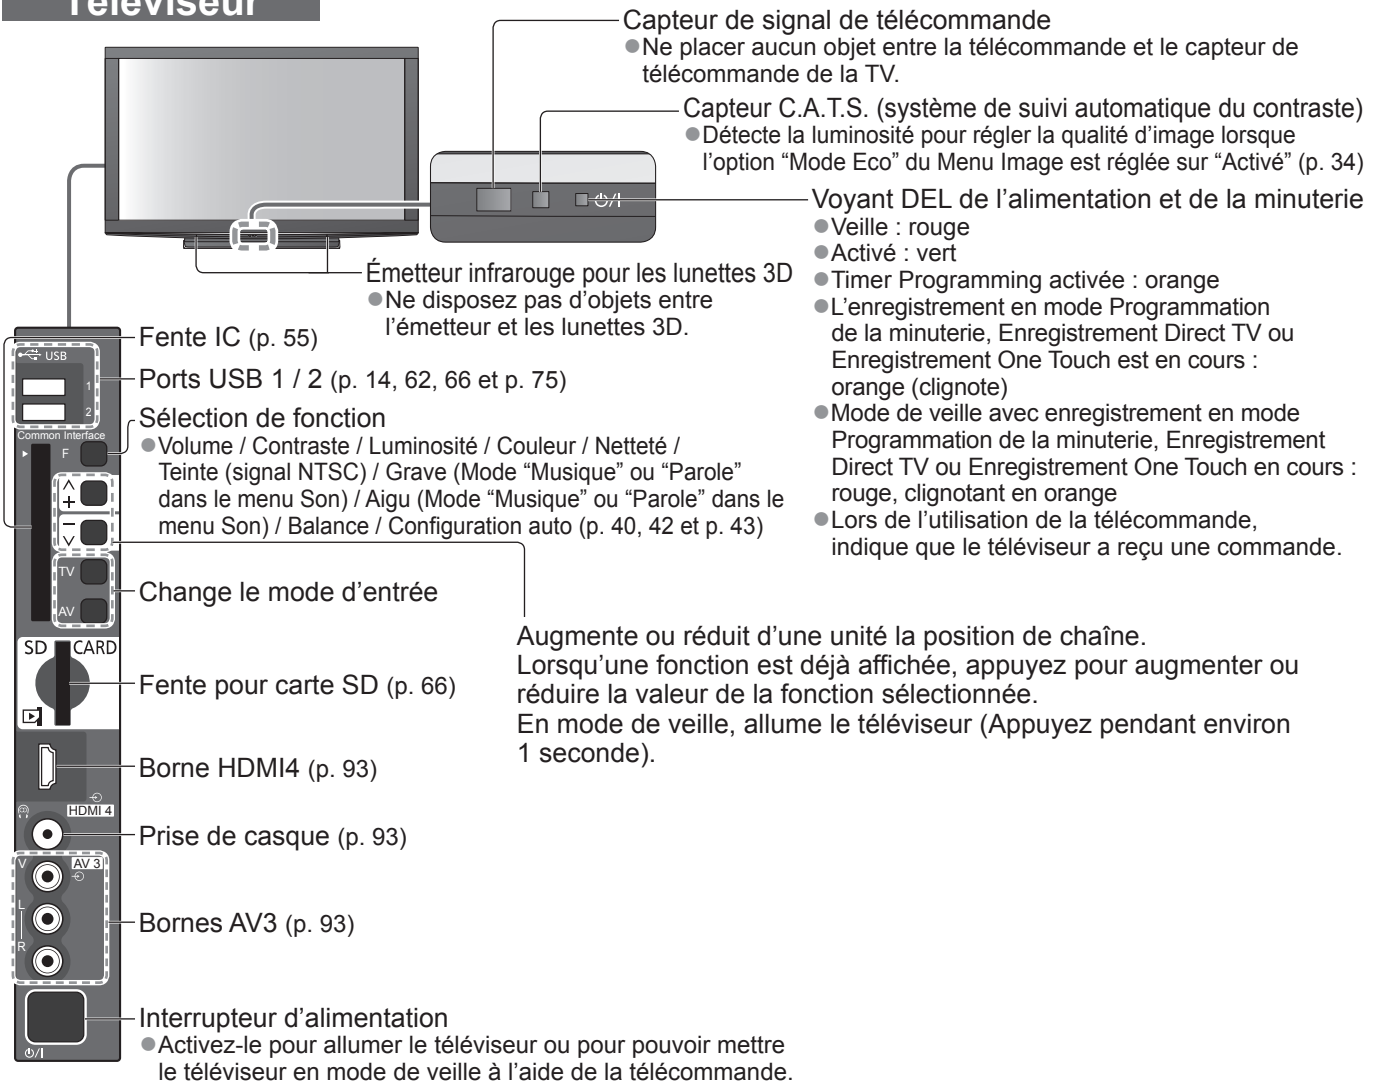 Téléviseur
Capteur de signal de télécommande
●Ne placer aucun objet entre la télécommande et le capteur de
télécommande de la TV.
Capteur C.A.T.S. (système de suivi automatique du contraste)
●Détecte la luminosité pour régler la qualité d’image lorsque
l’option “Mode Eco” du Menu Image est réglée sur “Activé” (p. 34)
Voyant DEL de l’alimentation et de la minuterie
●Veille : rouge
●Activé : vert
●Timer Programming activée : orange
●L’enregistrement en mode Programmation
de la minuterie, Enregistrement Direct TV ou
Enregistrement One Touch est en cours :
orange (clignote)
●Mode de veille avec enregistrement en mode
Programmation de la minuterie, Enregistrement
Direct TV ou Enregistrement One Touch en cours :
rouge, clignotant en orange
●Lors de l’utilisation de la télécommande,
indique que le téléviseur a reçu une commande.
Émetteur infrarouge pour les lunettes 3D
●Ne disposez pas d’objets entre
l’émetteur et les lunettes 3D.
Fente IC (p. 55)
Ports USB 1 / 2 (p. 14, 62, 66 et p. 75)
Sélection de fonction
●Volume / Contraste / Luminosité / Couleur / Netteté /
Teinte (signal NTSC) / Grave (Mode “Musique” ou “Parole”
dans le menu Son) / Aigu (Mode “Musique” ou “Parole” dans le
menu Son) / Balance / Configuration auto (p. 40, 42 et p. 43)
Change le mode d’entrée
Augmente ou réduit d’une unité la position de chaîne.
Lorsqu’une fonction est déjà affichée, appuyez pour augmenter ou
réduire la valeur de la fonction sélectionnée.
En mode de veille, allume le téléviseur (Appuyez pendant environ
1 seconde).
Fente pour carte SD (p. 66)
Borne HDMI4 (p. 93)
Prise de casque (p. 93)
Bornes AV3 (p. 93)
Interrupteur d’alimentation
●Activez-le pour allumer le téléviseur ou pour pouvoir mettre
le téléviseur en mode de veille à l’aide de la télécommande.
USB
1
2
Common Interface
F
+
−
TV
AV
SD CARD
HDMI 4
V
AV 3
L
R
⏻/I
⏻/I